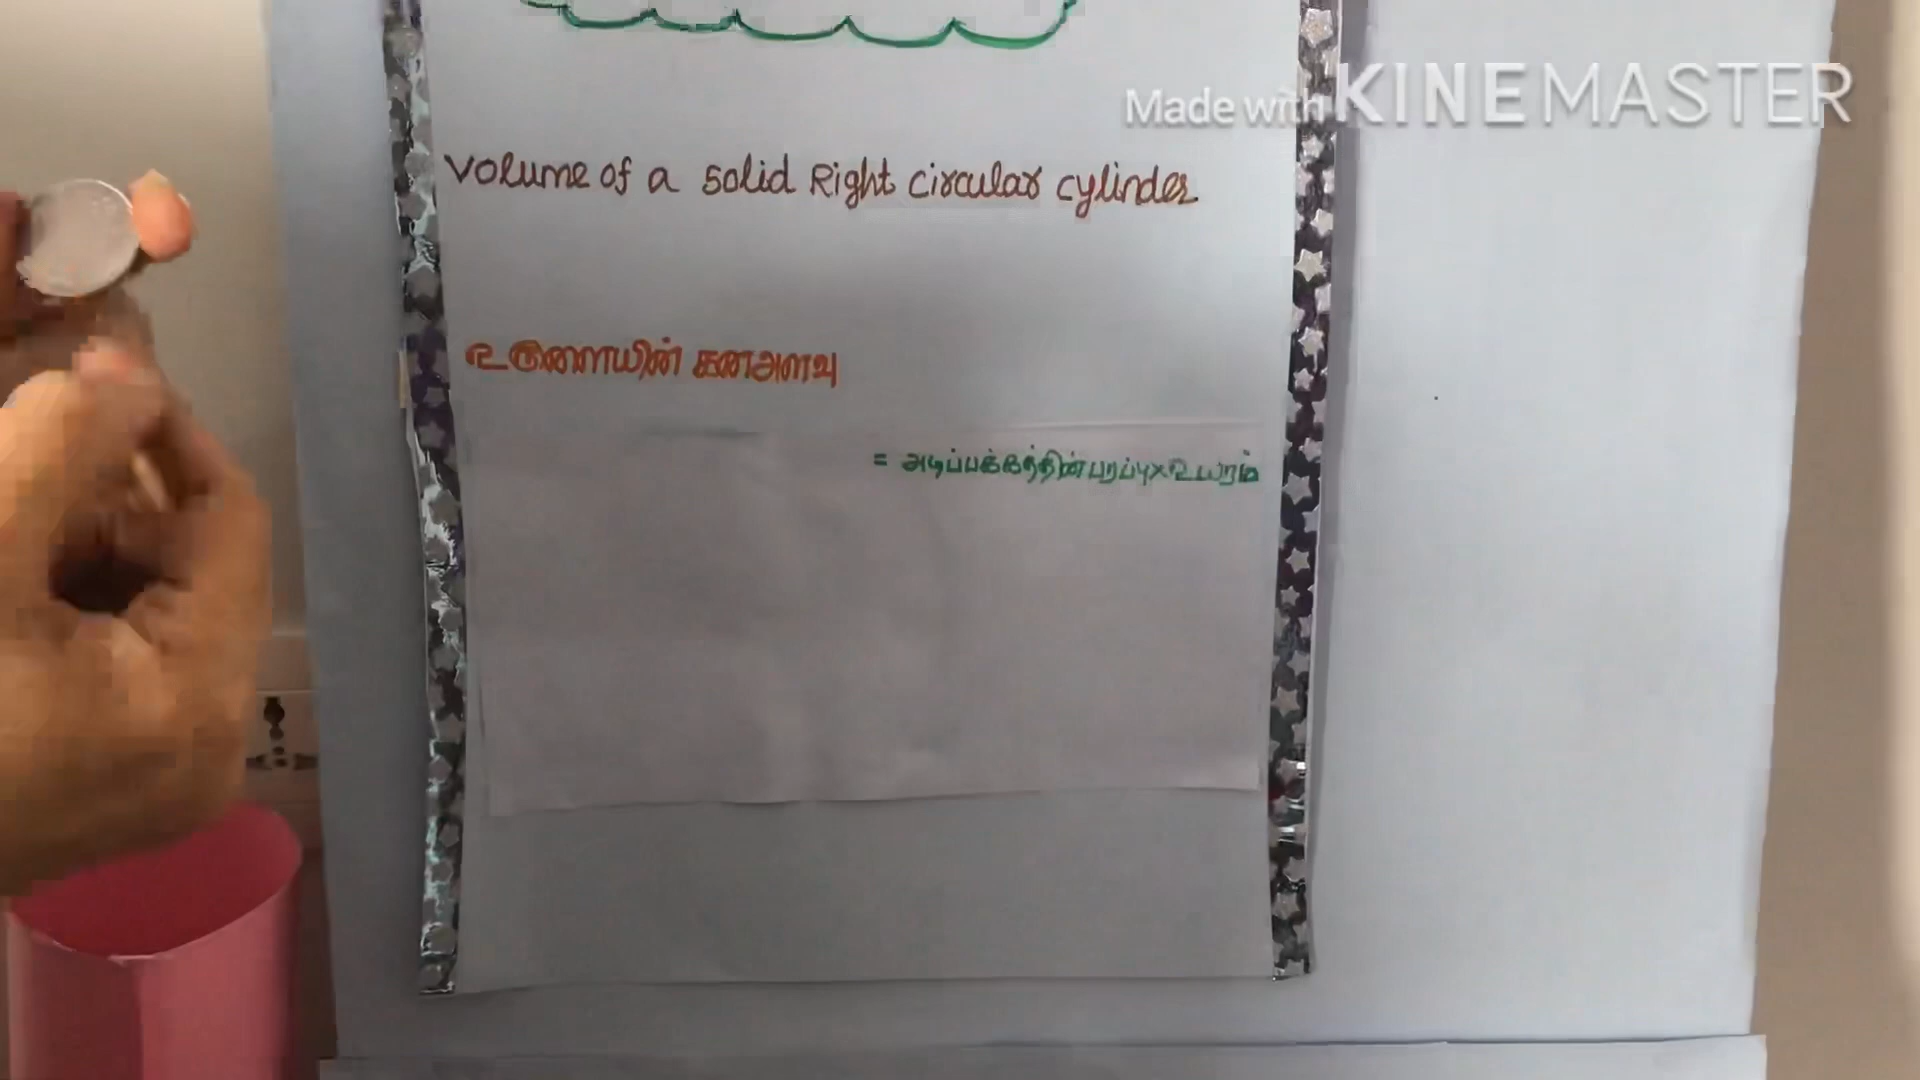 Made with KINEMASTER
Volume of a solid Right circular cylinder
உருளையின் கனஅளவு
= அடிப்பக்கத்தின் பரப்பு x உயரம்